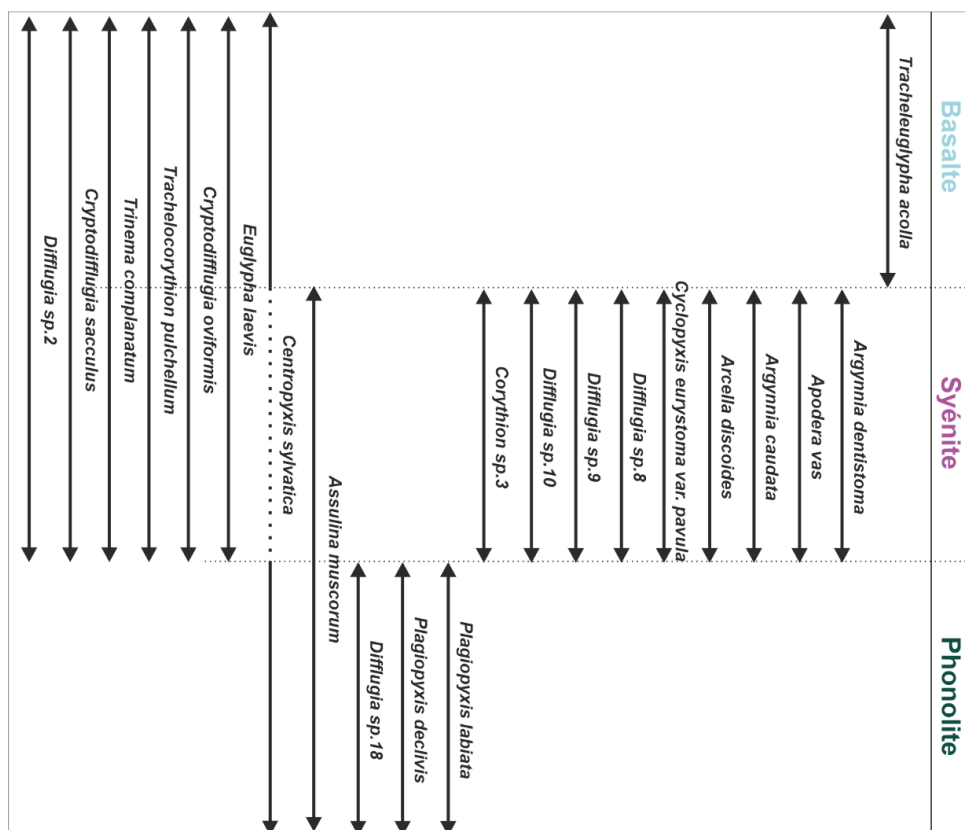 Basalte
Syénite
Phonolite
Tracheleuglypha acolla
Argynnia dentistoma
Apodera vas
Argynnia caudata
Arcella discoides
Cyclopyxis eurystoma var. pavula
Difflugia sp.8
Difflugia sp.9
Difflugia sp.10
Corythion sp.3
Plagiopyxis labiata
Plagiopyxis declivis
Difflugia sp.18
Assulina muscorum
Centropyxis sylvatica
Euglypha laevis
Cryptodifflugia oviformis
Trachelocorythion pulchellum
Trinema complanatum
Cryptodifflugia sacculus
Difflugia sp.2